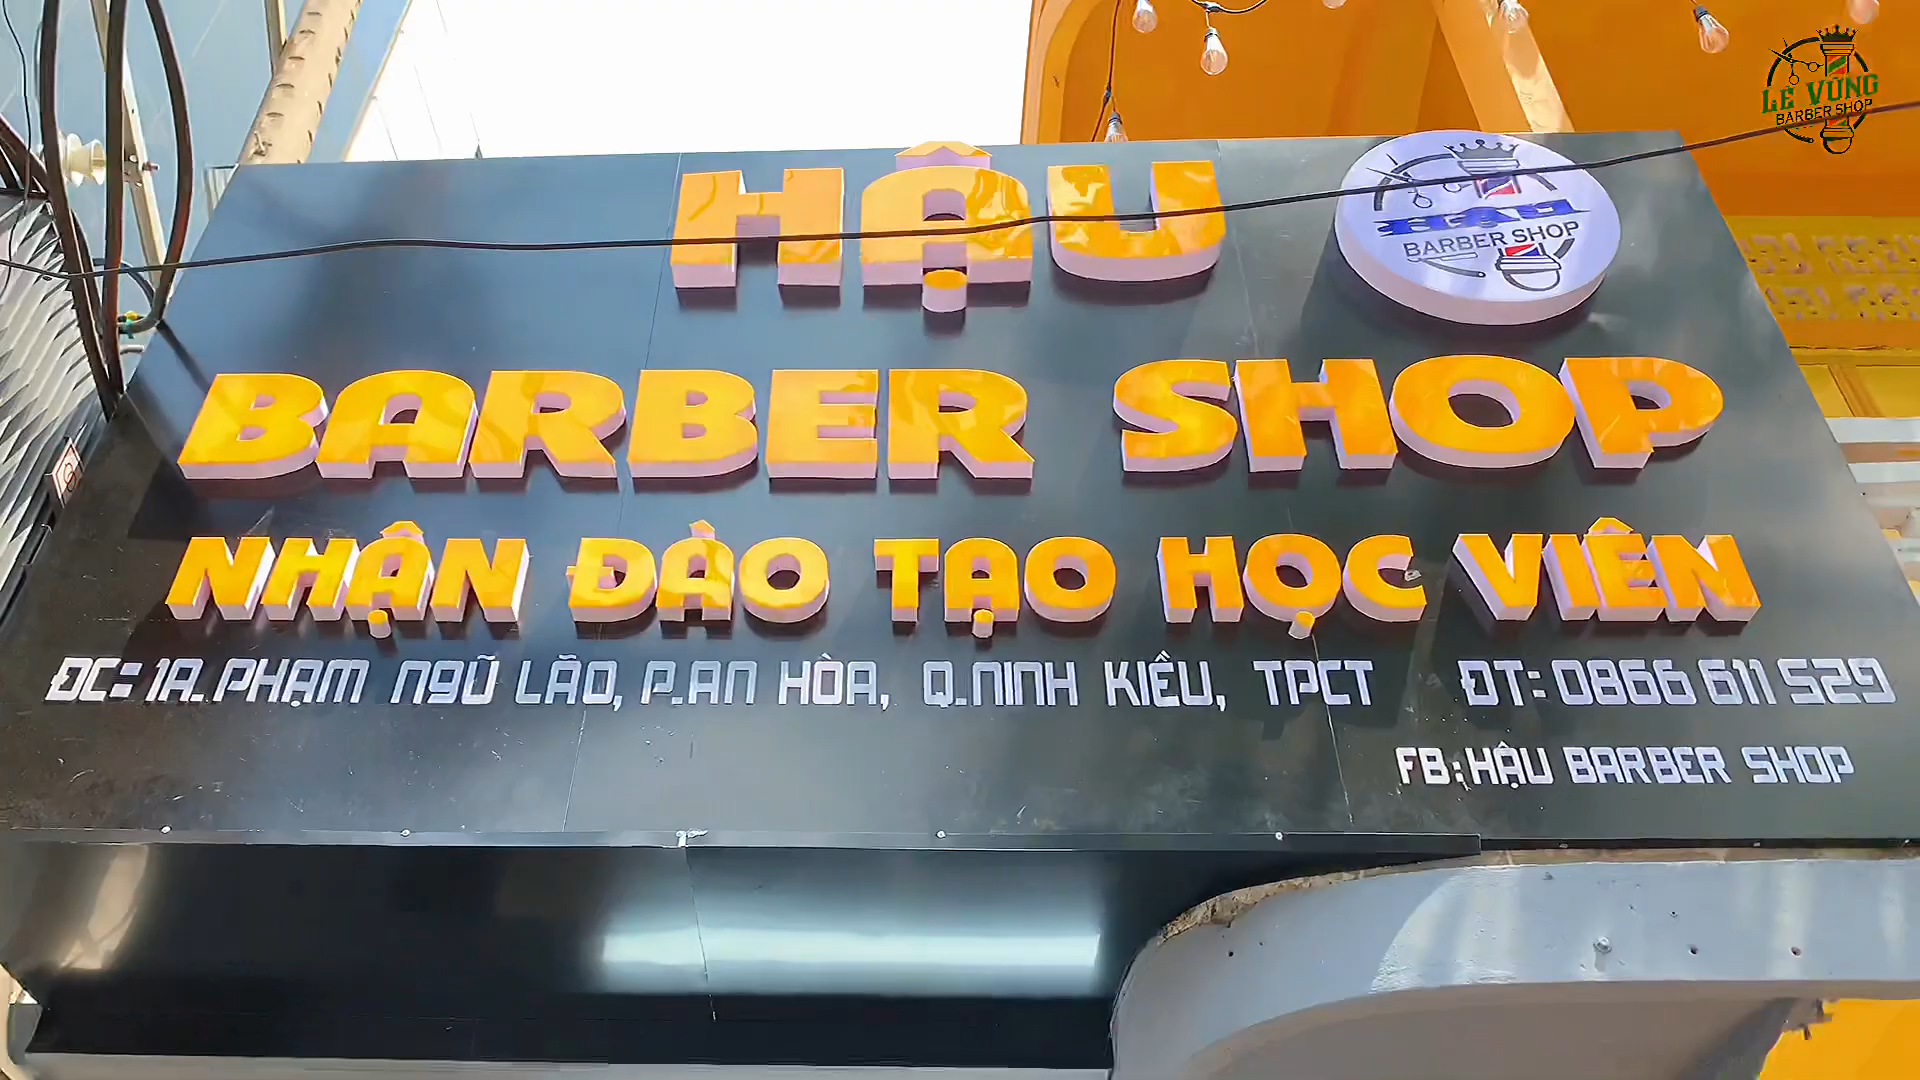 LÊ VŨNG
BARBER SHOP
HẬU
HẬU
BARBER SHOP
BARBER SHOP
NHẬN ĐÀO TẠO HỌC VIÊN
ĐC: 1A. PHẠM NGŨ LÃO, P.AN HÒA, Q.NINH KIỀU, TPCT ĐT: 0866 611 529
FB: HẬU BARBER SHOP